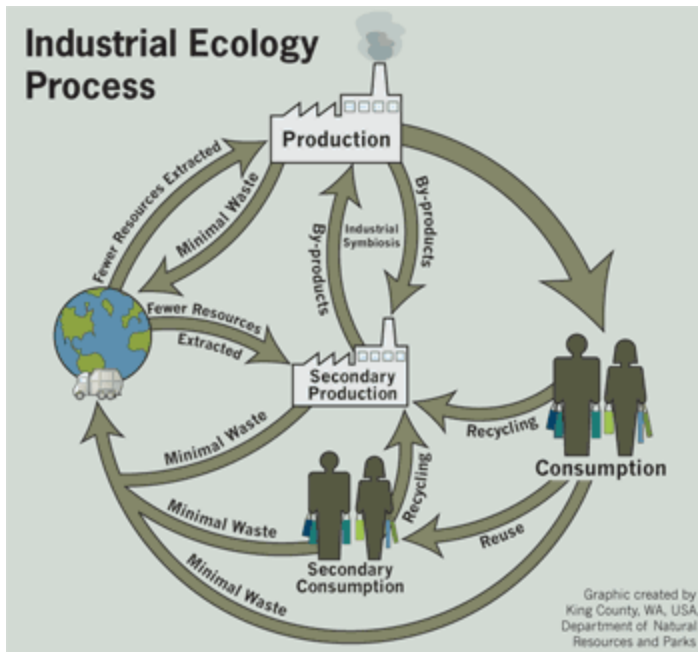 Industrial Ecology
Process
Production
Fewer Resources Extracted
Minimal Waste
By-products
Industrial
Symbiosis
By-products
Fewer Resources
Extracted
Secondary
Production
Minimal Waste
Recycling
Consumption
Recycling
Reuse
Minimal Waste
Secondary
Consumption
Minimal Waste
Graphic created by
King County, WA, USA
Department of Natural
Resources and Parks